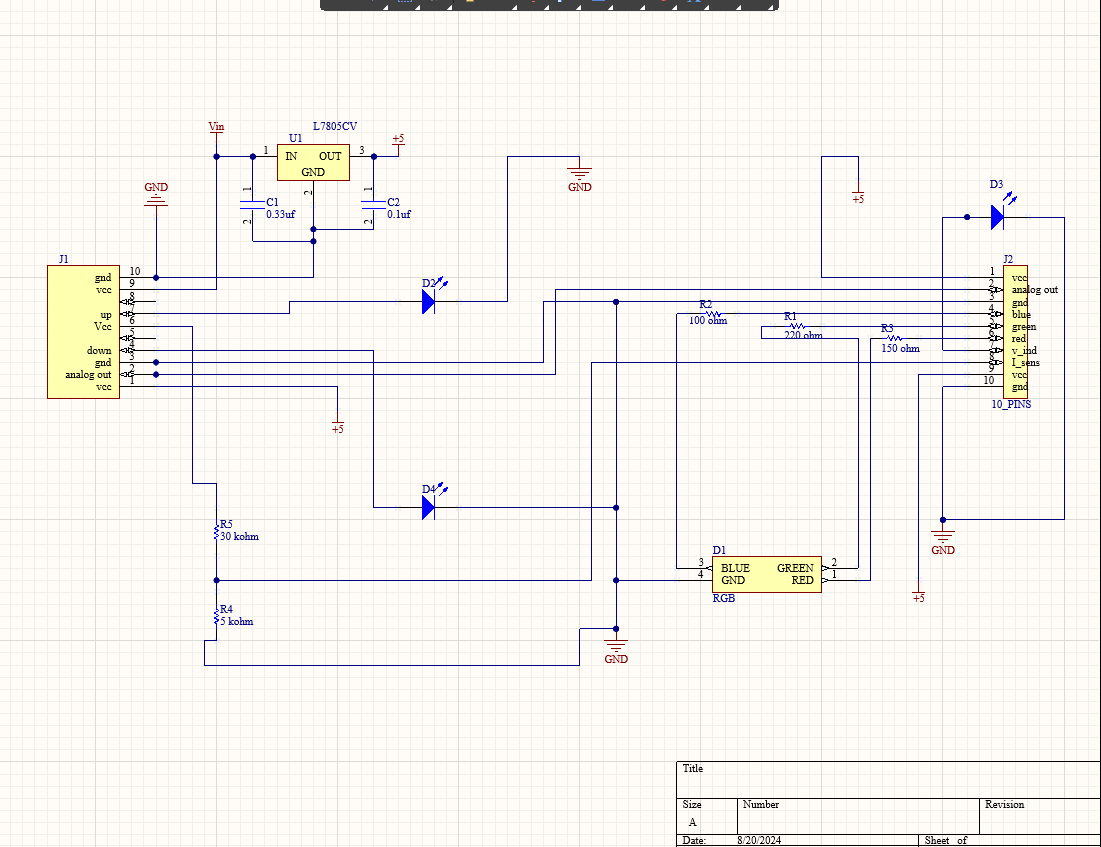 L7805CV
Vin
U1
+5
1
IN
OUT
3
GND
2
GND
1
C1
0.33uf
2
1
C2
0.1uf
2
GND
+5
D3
J1
gnd
10
vcc
9
8
up
7
Vcc
6
5
down
4
gnd
3
analog out
2
vcc
1
D2
+5
J2
1
vcc
2
analog out
3
gnd
4
blue
5
green
6
red
7
v_ind
8
I_sens
9
vcc
10
gnd
10_PINS
R2
100 ohm
R1
220 ohm
R3
150 ohm
D4
R5
30 kohm
R4
5 kohm
GND
D1
3
BLUE
GREEN
2
4
GND
RED
1
RGB
GND
+5
Title
Size
Number
Revision
A
Date:
8/20/2024
Sheet of